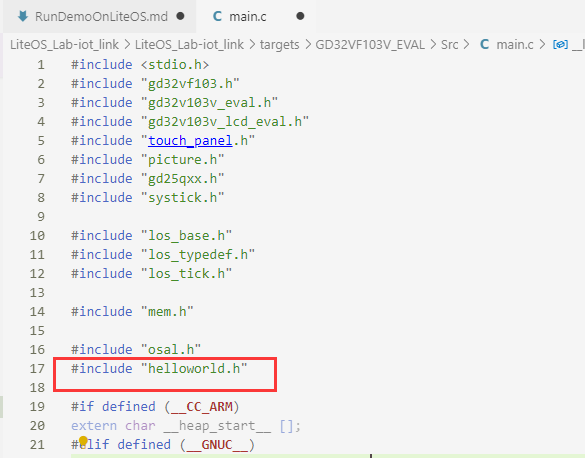 RunDemoOnLiteOS.md
C main.c
LiteOS_Lab-iot_link > LiteOS_Lab-iot_link > targets > GD32VF103V_EVAL > Src > C main.c >
1 #include <stdio.h>
2 #include "gd32vf103.h"
3 #include "gd32v103v_eval.h"
4 #include "gd32v103v_lcd_eval.h"
5 #include "touch_panel.h"
6 #include "picture.h"
7 #include "gd25qxx.h"
8 #include "systick.h"
9
10 #include "los_base.h"
11 #include "los_typedef.h"
12 #include "los_tick.h"
13
14 #include "mem.h"
15
16 #include "osal.h"
17 #include "helloworld.h"
18
19 #if defined (__CC_ARM)
20 extern char __heap_start__ [];
21 #elif defined (__GNUC__)